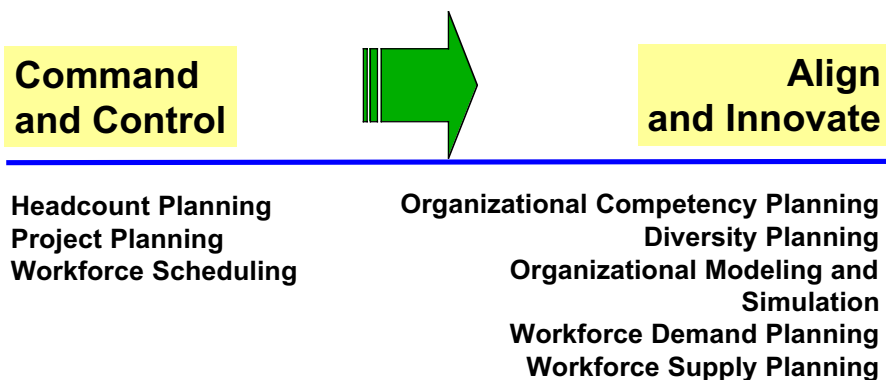 Command
and Control
Align
and Innovate
Headcount Planning
Project Planning
Workforce Scheduling
Organizational Competency Planning
Diversity Planning
Organizational Modeling and
Simulation
Workforce Demand Planning
Workforce Supply Planning